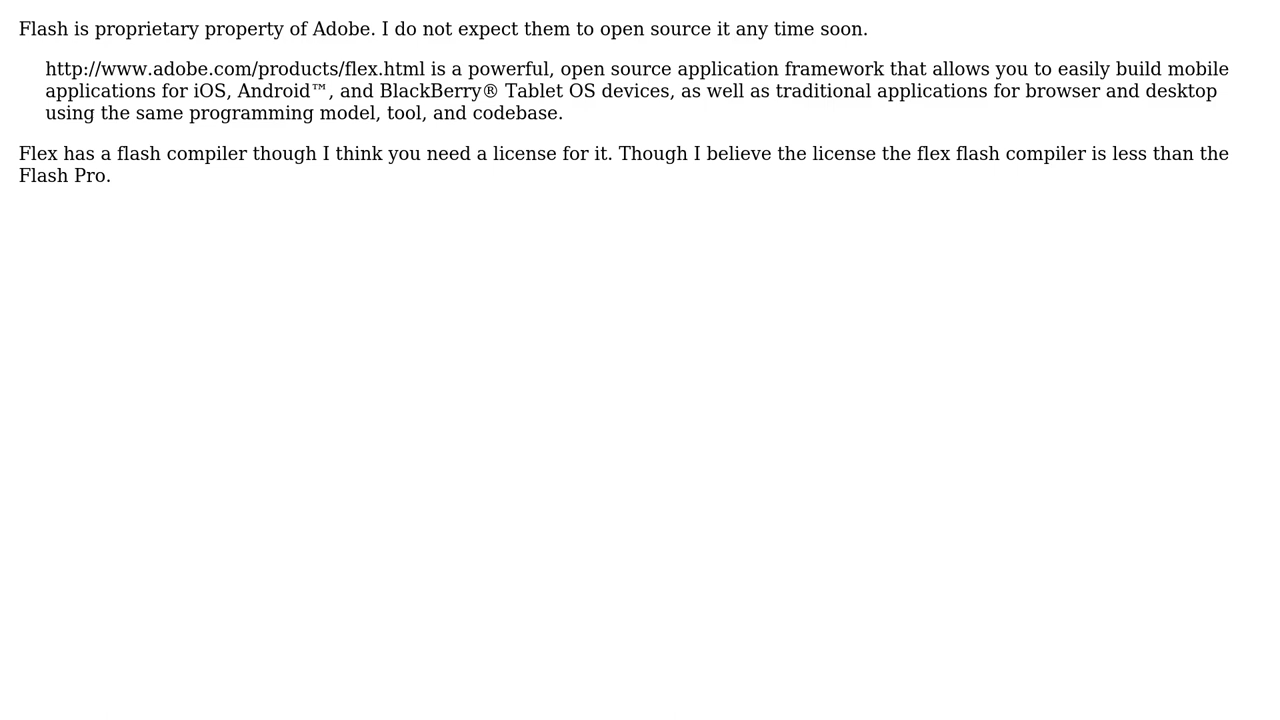 Flash is proprietary property of Adobe. I do not expect them to open source it any time soon.
http://www.adobe.com/products/flex.html is a powerful, open source application framework that allows you to easily build mobile
applications for iOS, Android™, and BlackBerry® Tablet OS devices, as well as traditional applications for browser and desktop
using the same programming model, tool, and codebase.
Flex has a flash compiler though I think you need a license for it. Though I believe the license the flex flash compiler is less than the
Flash Pro.